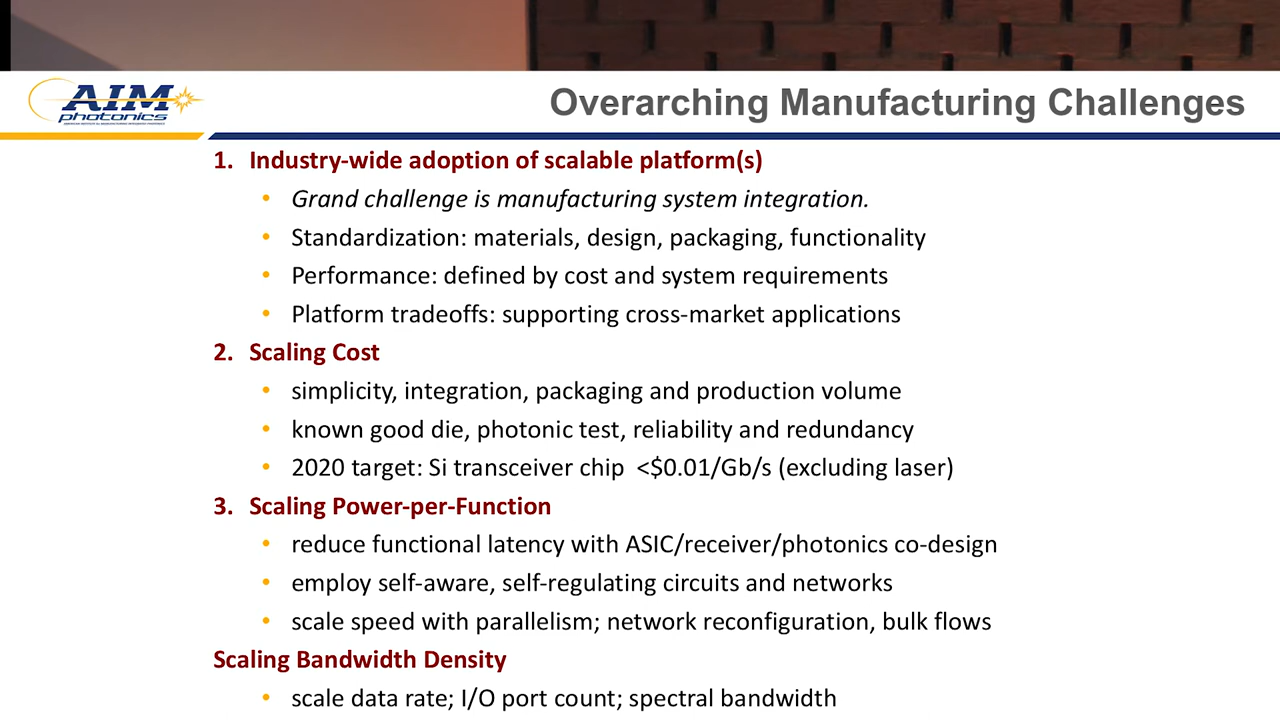 AIM
photonics
Overarching Manufacturing Challenges
1. Industry-wide adoption of scalable platform(s)
• Grand challenge is manufacturing system integration.
• Standardization: materials, design, packaging, functionality
• Performance: defined by cost and system requirements
• Platform tradeoffs: supporting cross-market applications
2. Scaling Cost
• simplicity, integration, packaging and production volume
• known good die, photonic test, reliability and redundancy
• 2020 target: Si transceiver chip <$0.01/Gb/s (excluding laser)
3. Scaling Power-per-Function
• reduce functional latency with ASIC/receiver/photonics co-design
• employ self-aware, self-regulating circuits and networks
• scale speed with parallelism; network reconfiguration, bulk flows
Scaling Bandwidth Density
• scale data rate; I/O port count; spectral bandwidth